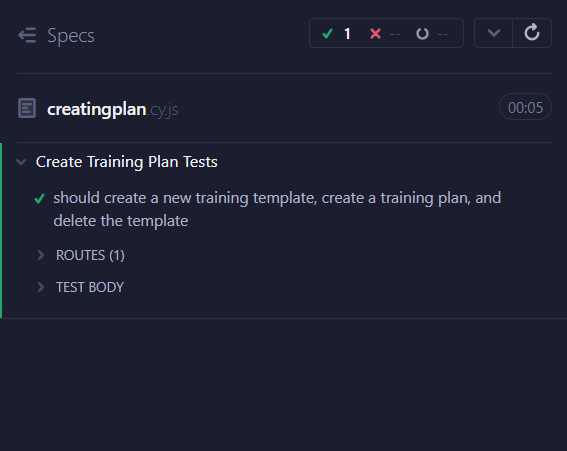 Specs
1 -- --
creatingplan.cy.js
00:05
Create Training Plan Tests
should create a new training template, create a training plan, and
delete the template
ROUTES (1)
TEST BODY